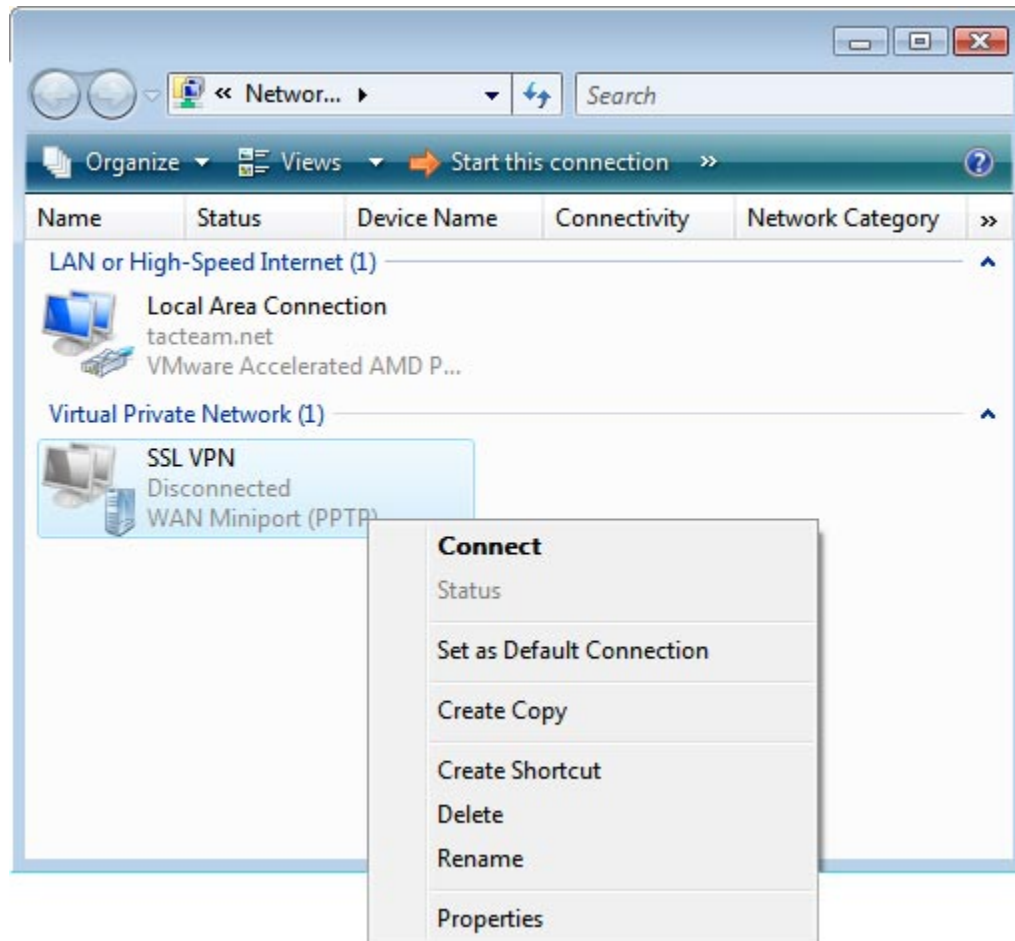 « Networ...
Search
Organize Views Start this connection »
Name Status Device Name Connectivity Network Category »
LAN or High-Speed Internet (1)
Local Area Connection
tacteam.net
VMware Accelerated AMD P...
Virtual Private Network (1)
SSL VPN
Disconnected
WAN Miniport (PPTP)
Connect
Status
Set as Default Connection
Create Copy
Create Shortcut
Delete
Rename
Properties